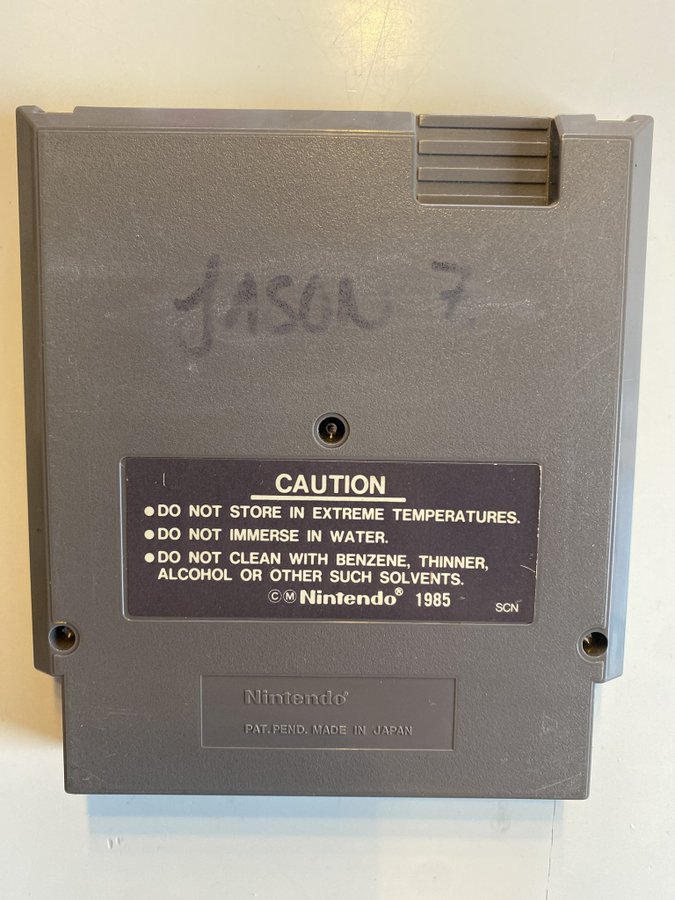 JASON 7.
CAUTION
●DO NOT STORE IN EXTREME TEMPERATURES.
●DO NOT IMMERSE IN WATER.
●DO NOT CLEAN WITH BENZENE, THINNER,
ALCOHOL OR OTHER SUCH SOLVENTS.
ⒸⓂNintendo® 1985
SCN
Nintendo®
PAT.PEND. MADE IN JAPAN